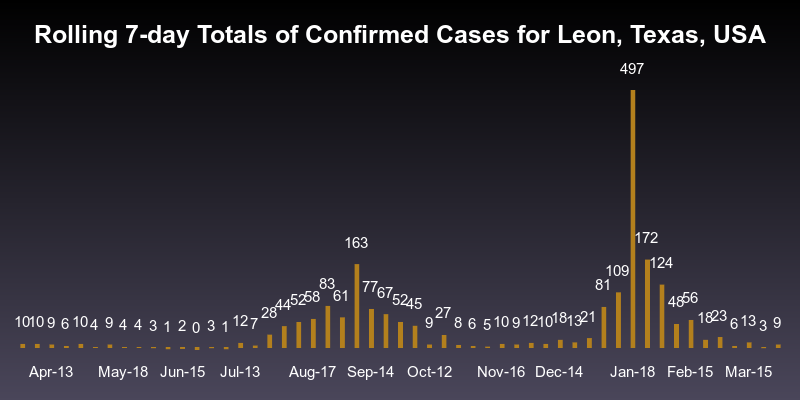 Rolling 7-day Totals of Confirmed Cases for Leon, Texas, USA
10 10 9 6 10 4 9 4 4 3 1 2 0 3 1 12 7 28 44 52 58 83 61 163 77 67 52 45 9 27 8 6 5 10 9 12 10 18 13 21 81 109 497 172 124 48 56 18 23 6 13 3 9
Apr-13 May-18 Jun-15 Jul-13 Aug-17 Sep-14 Oct-12 Nov-16 Dec-14 Jan-18 Feb-15 Mar-15